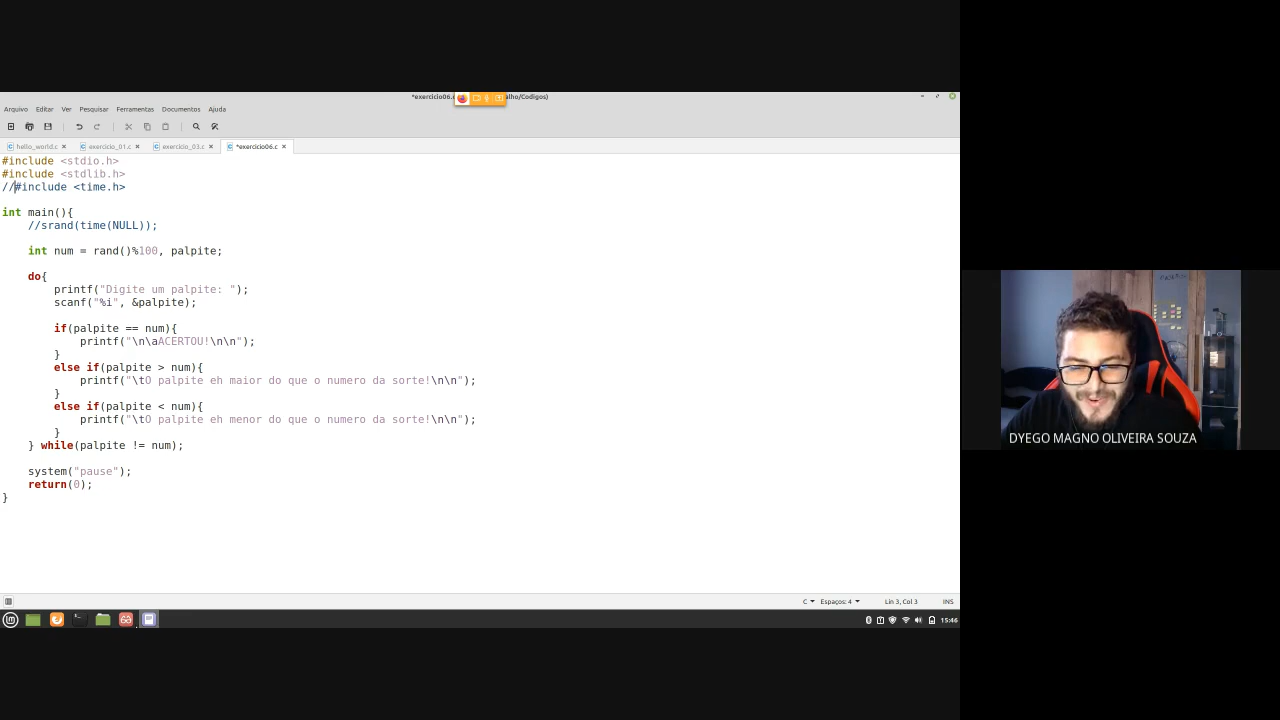 *exercicio06.c alho/Codigos)
Arquivo Editar Ver Pesquisar Ferramentas Documentos Ajuda
hello_world.c × exercicio_01.c × exercicio_03.c × *exercicio06.c ×
#include <stdio.h>
#include <stdlib.h>
//#include <time.h>
int main(){
//srand(time(NULL));
int num = rand()%100, palpite;
do{
printf("Digite um palpite: ");
scanf("%i", &palpite);
if(palpite == num){
printf("\n\aACERTOU!\n\n");
}
else if(palpite > num){
printf("\tO palpite eh maior do que o numero da sorte!\n\n");
}
else if(palpite < num){
printf("\tO palpite eh menor do que o numero da sorte!\n\n");
}
} while(palpite != num);
system("pause");
return(0);
}
C Espaços: 4 Lin 3, Col 3 INS
15:46
DYEGO MAGNO OLIVEIRA SOUZA